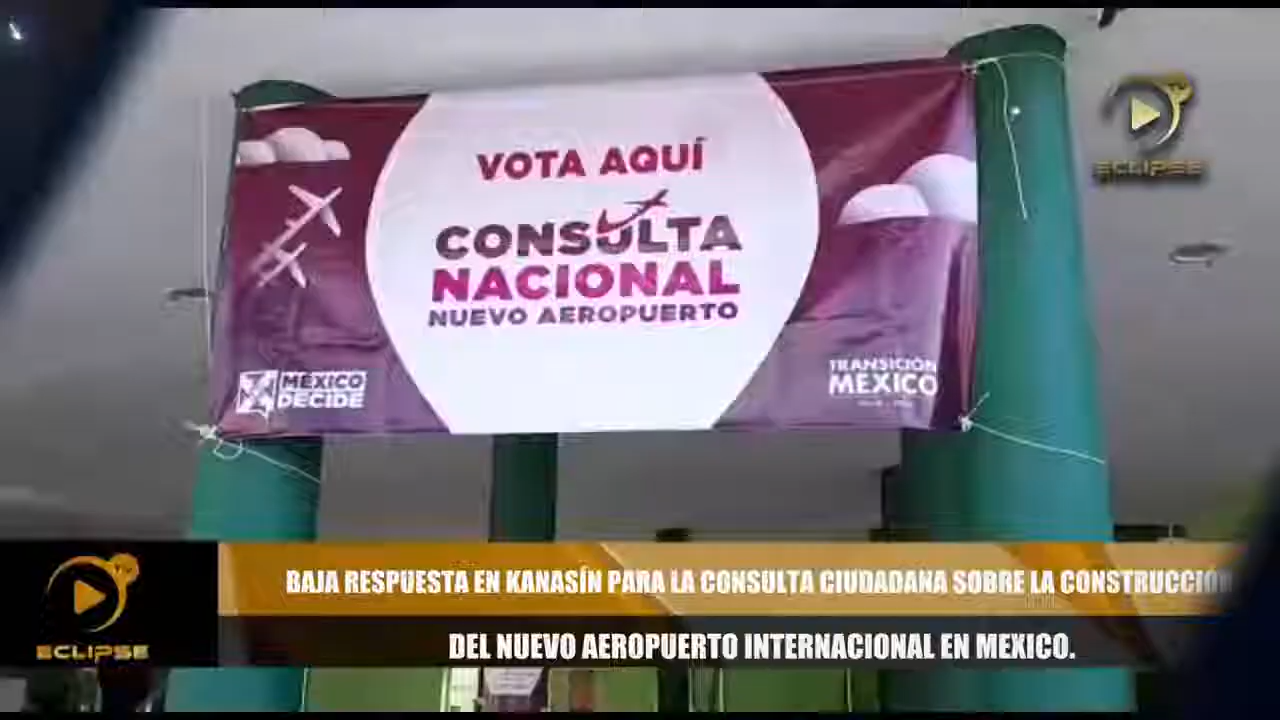 VOTA AQUÍ
CONSULTA
NACIONAL
NUEVO AEROPUERTO
MÉXICO
DECIDE
TRANSICIÓN
MÉXICO
ECLIPSE
ECLIPSE
BAJA RESPUESTA EN KANASÍN PARA LA CONSULTA CIUDADANA SOBRE LA CONSTRUCCION
DEL NUEVO AEROPUERTO INTERNACIONAL EN MEXICO.